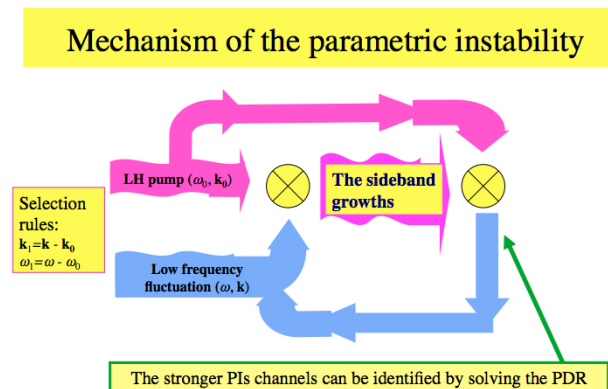 Mechanism of the parametric instability
LH pump (ω₀, k₀)
The sideband
growths
Selection
rules:
k₁=k - k₀
ω₁=ω - ω₀
Low frequency
fluctuation (ω, k)
The stronger PIs channels can be identified by solving the PDR